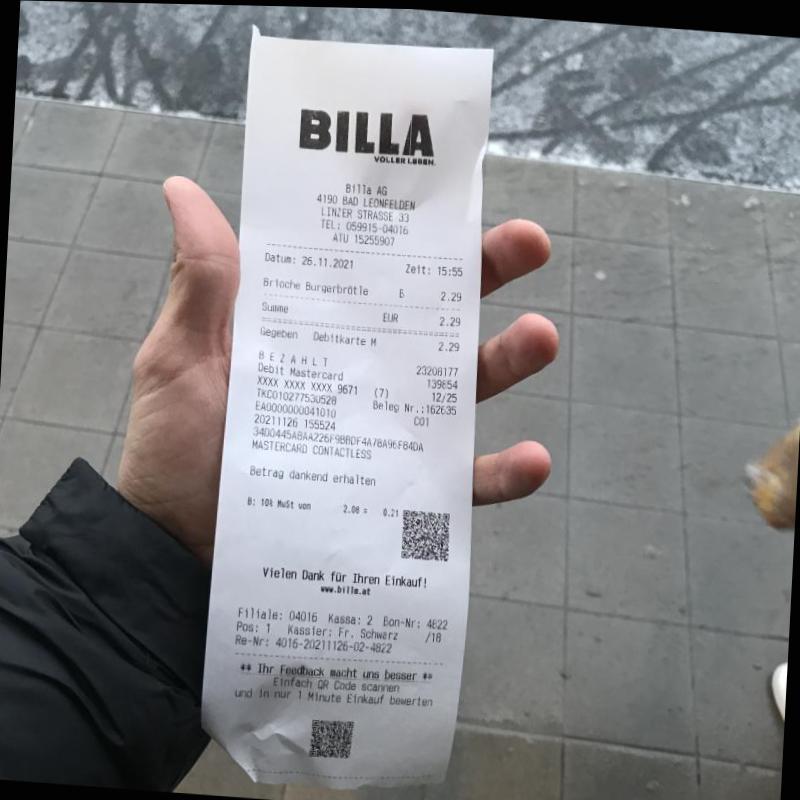 BILLA
VOLLER LEBEN.
Billa AG
4190 BAD LEONFELDEN
LINZER STRASSE 33
TEL: 059915-04016
ATU 15255907
Datum: 26.11.2021 Zeit: 15:55
Brioche Burgerbrötle B 2.29
Summe EUR 2.29
Gegeben Debitkarte M 2.29
B E Z A H L T 23208177
Debit Mastercard 139854
XXXX XXXX XXXX 9671 (7) 12/25
TKC010277530528 Beleg Nr.:162635
EA0000000041010 C01
20211126 155524
34D0445A8AA226F9BBDF4A7BA96F84DA
MASTERCARD CONTACTLESS
Betrag dankend erhalten
B: 10% MwSt von 2.08 = 0.21
Vielen Dank für Ihren Einkauf!
www.billa.at
Filiale: 04016 Kassa: 2 Bon-Nr: 4822
Pos: 1 Kassier: Fr. Schwarz /18
Re-Nr: 4016-20211126-02-4822
** Ihr Feedback macht uns besser **
Einfach QR Code scannen
und in nur 1 Minute Einkauf bewerten